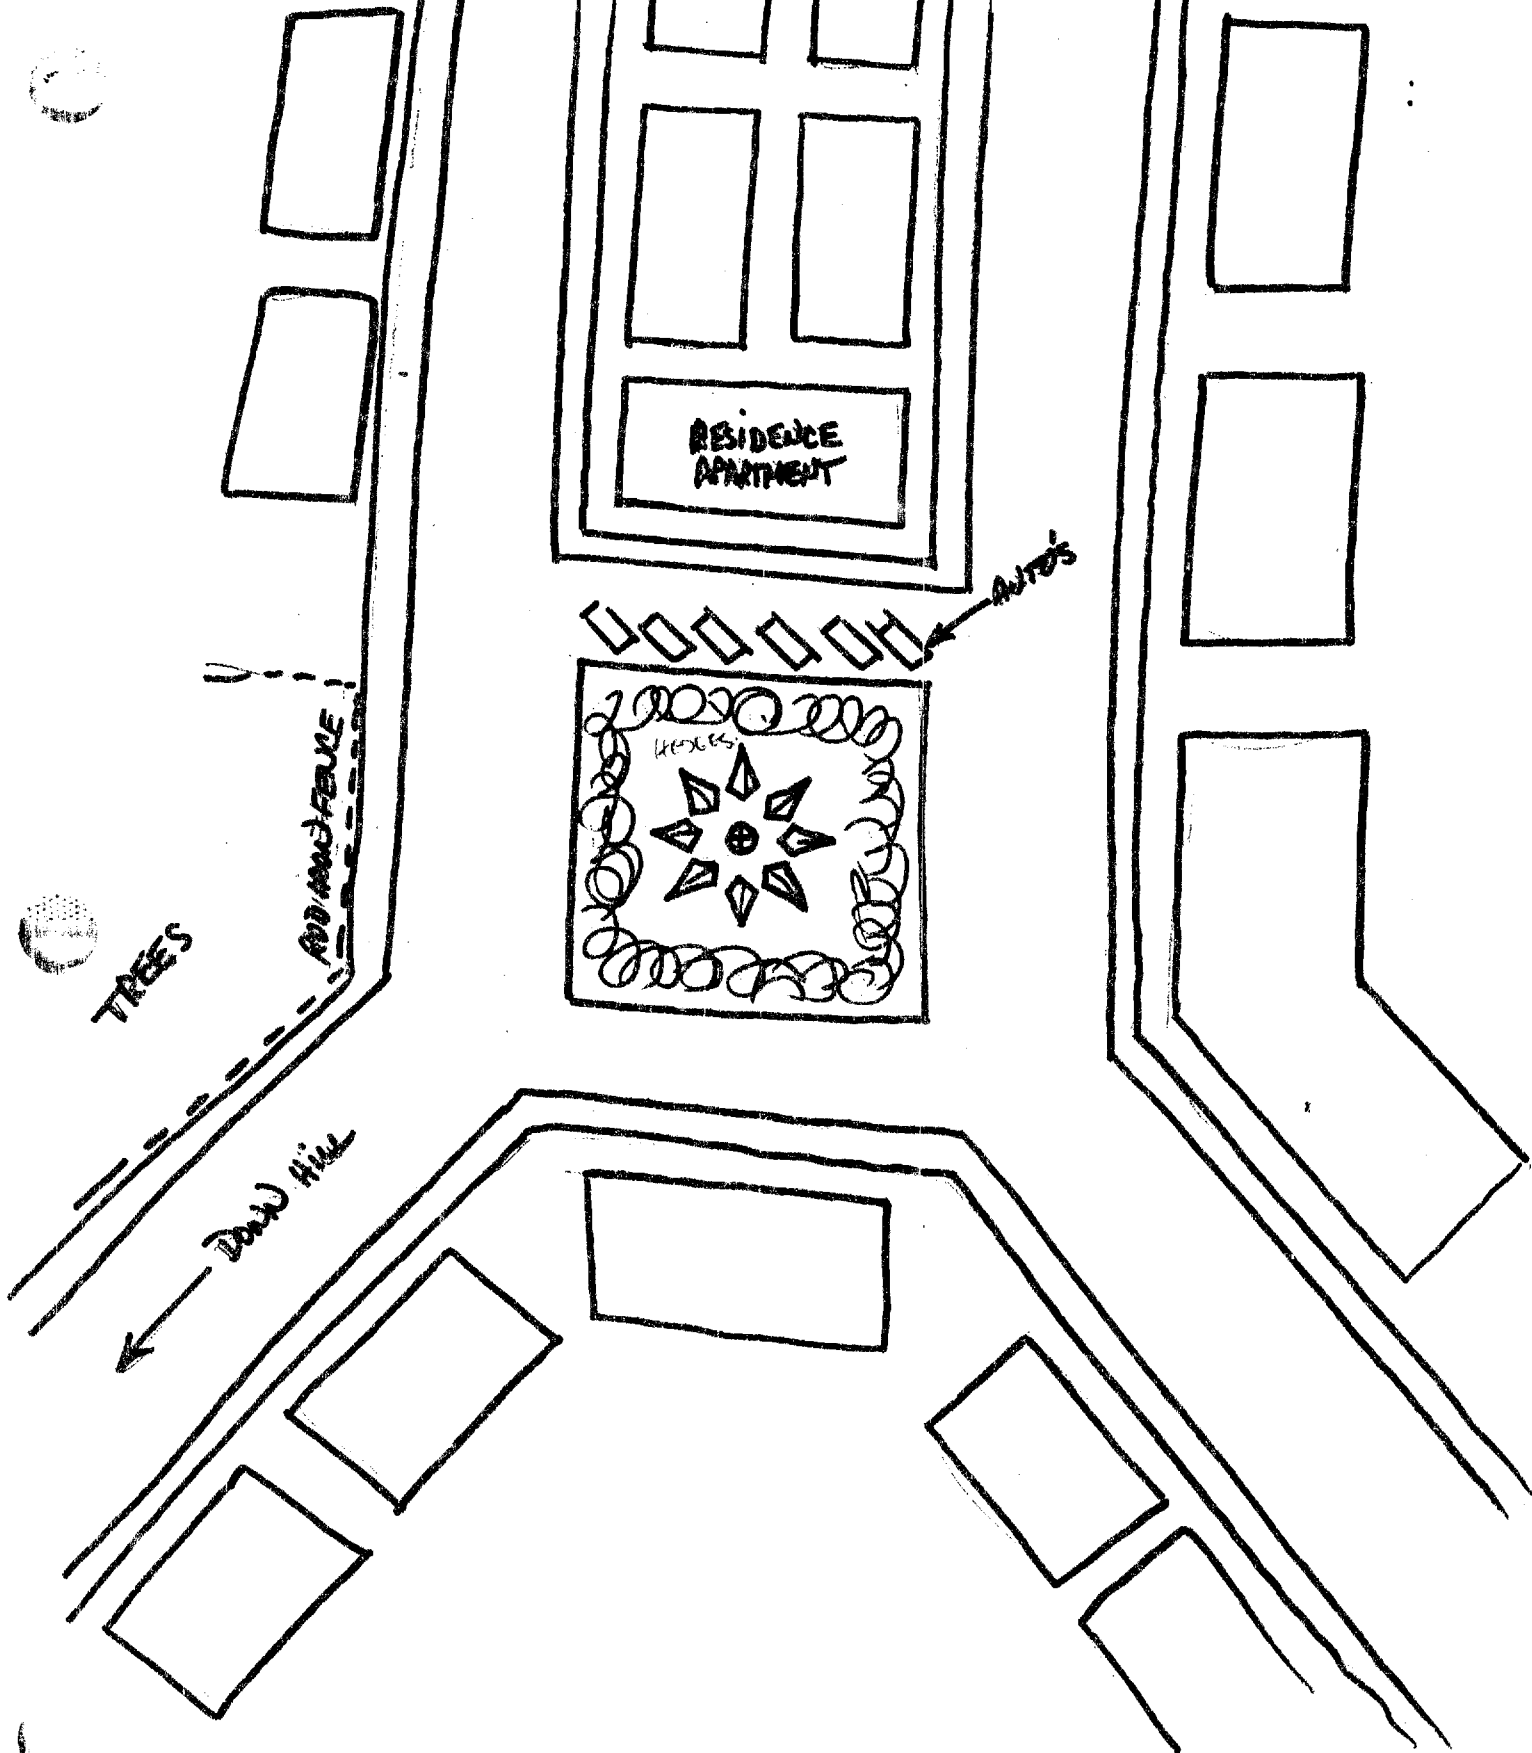 RESIDENCE
APARTMENT
AUTO'S
HEDGES
FENCE
TREES
DOWN HILL